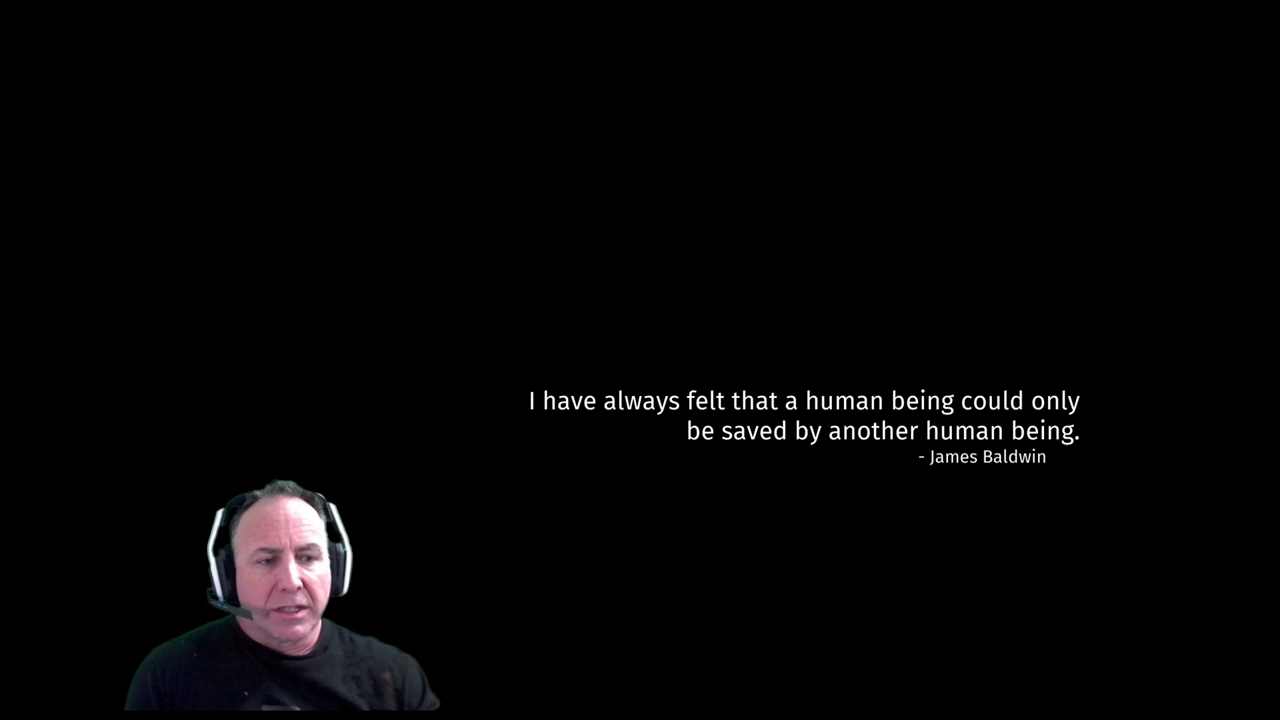 I have always felt that a human being could only
be saved by another human being.
- James Baldwin